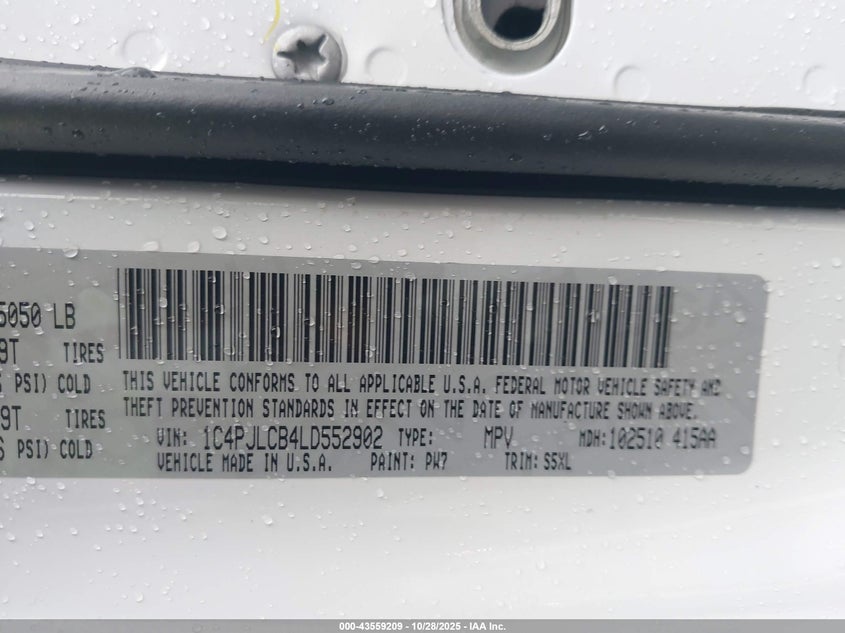 5050 LB
9T TIRES
PSI) COLD
9T TIRES
PSI) COLD
THIS VEHICLE CONFORMS TO ALL APPLICABLE U.S.A. FEDERAL MOTOR VEHICLE SAFETY AND
THEFT PREVENTION STANDARDS IN EFFECT ON THE DATE OF MANUFACTURE SHOWN ABOVE.
VIN: 1C4PJLCB4LD552902 TYPE: MPV MDH: 102510 415AA
VEHICLE MADE IN U.S.A. PAINT: PW7 TRIM: S5XL
000-43559209 | 10/28/2025 | IAA Inc.